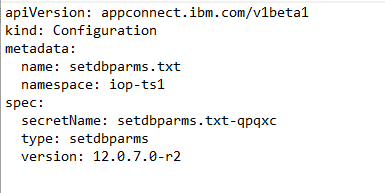 apiVersion: appconnect.ibm.com/v1beta1
kind: Configuration
metadata:
  name: setdbparms.txt
  namespace: iop-ts1
spec:
  secretName: setdbparms.txt-qpqxc
  type: setdbparms
  version: 12.0.7.0-r2